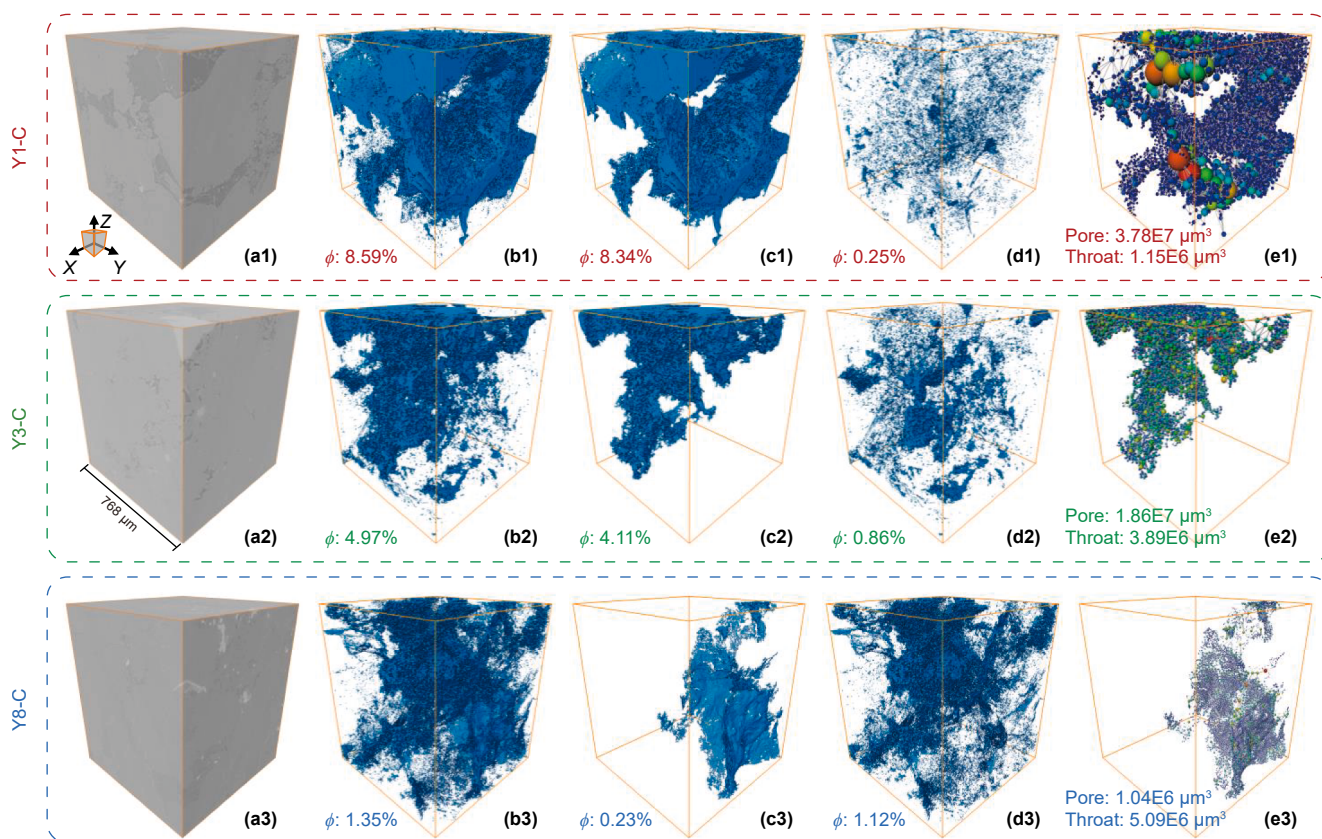 Y1-C
Z
X
Y
(a1)
ϕ: 8.59%
(b1)
ϕ: 8.34%
(c1)
ϕ: 0.25%
(d1)
Pore: 3.78E7 μm³
Throat: 1.15E6 μm³
(e1)
Y3-C
768 μm
(a2)
ϕ: 4.97%
(b2)
ϕ: 4.11%
(c2)
ϕ: 0.86%
(d2)
Pore: 1.86E7 μm³
Throat: 3.89E6 μm³
(e2)
Y8-C
(a3)
ϕ: 1.35%
(b3)
ϕ: 0.23%
(c3)
ϕ: 1.12%
(d3)
Pore: 1.04E6 μm³
Throat: 5.09E6 μm³
(e3)